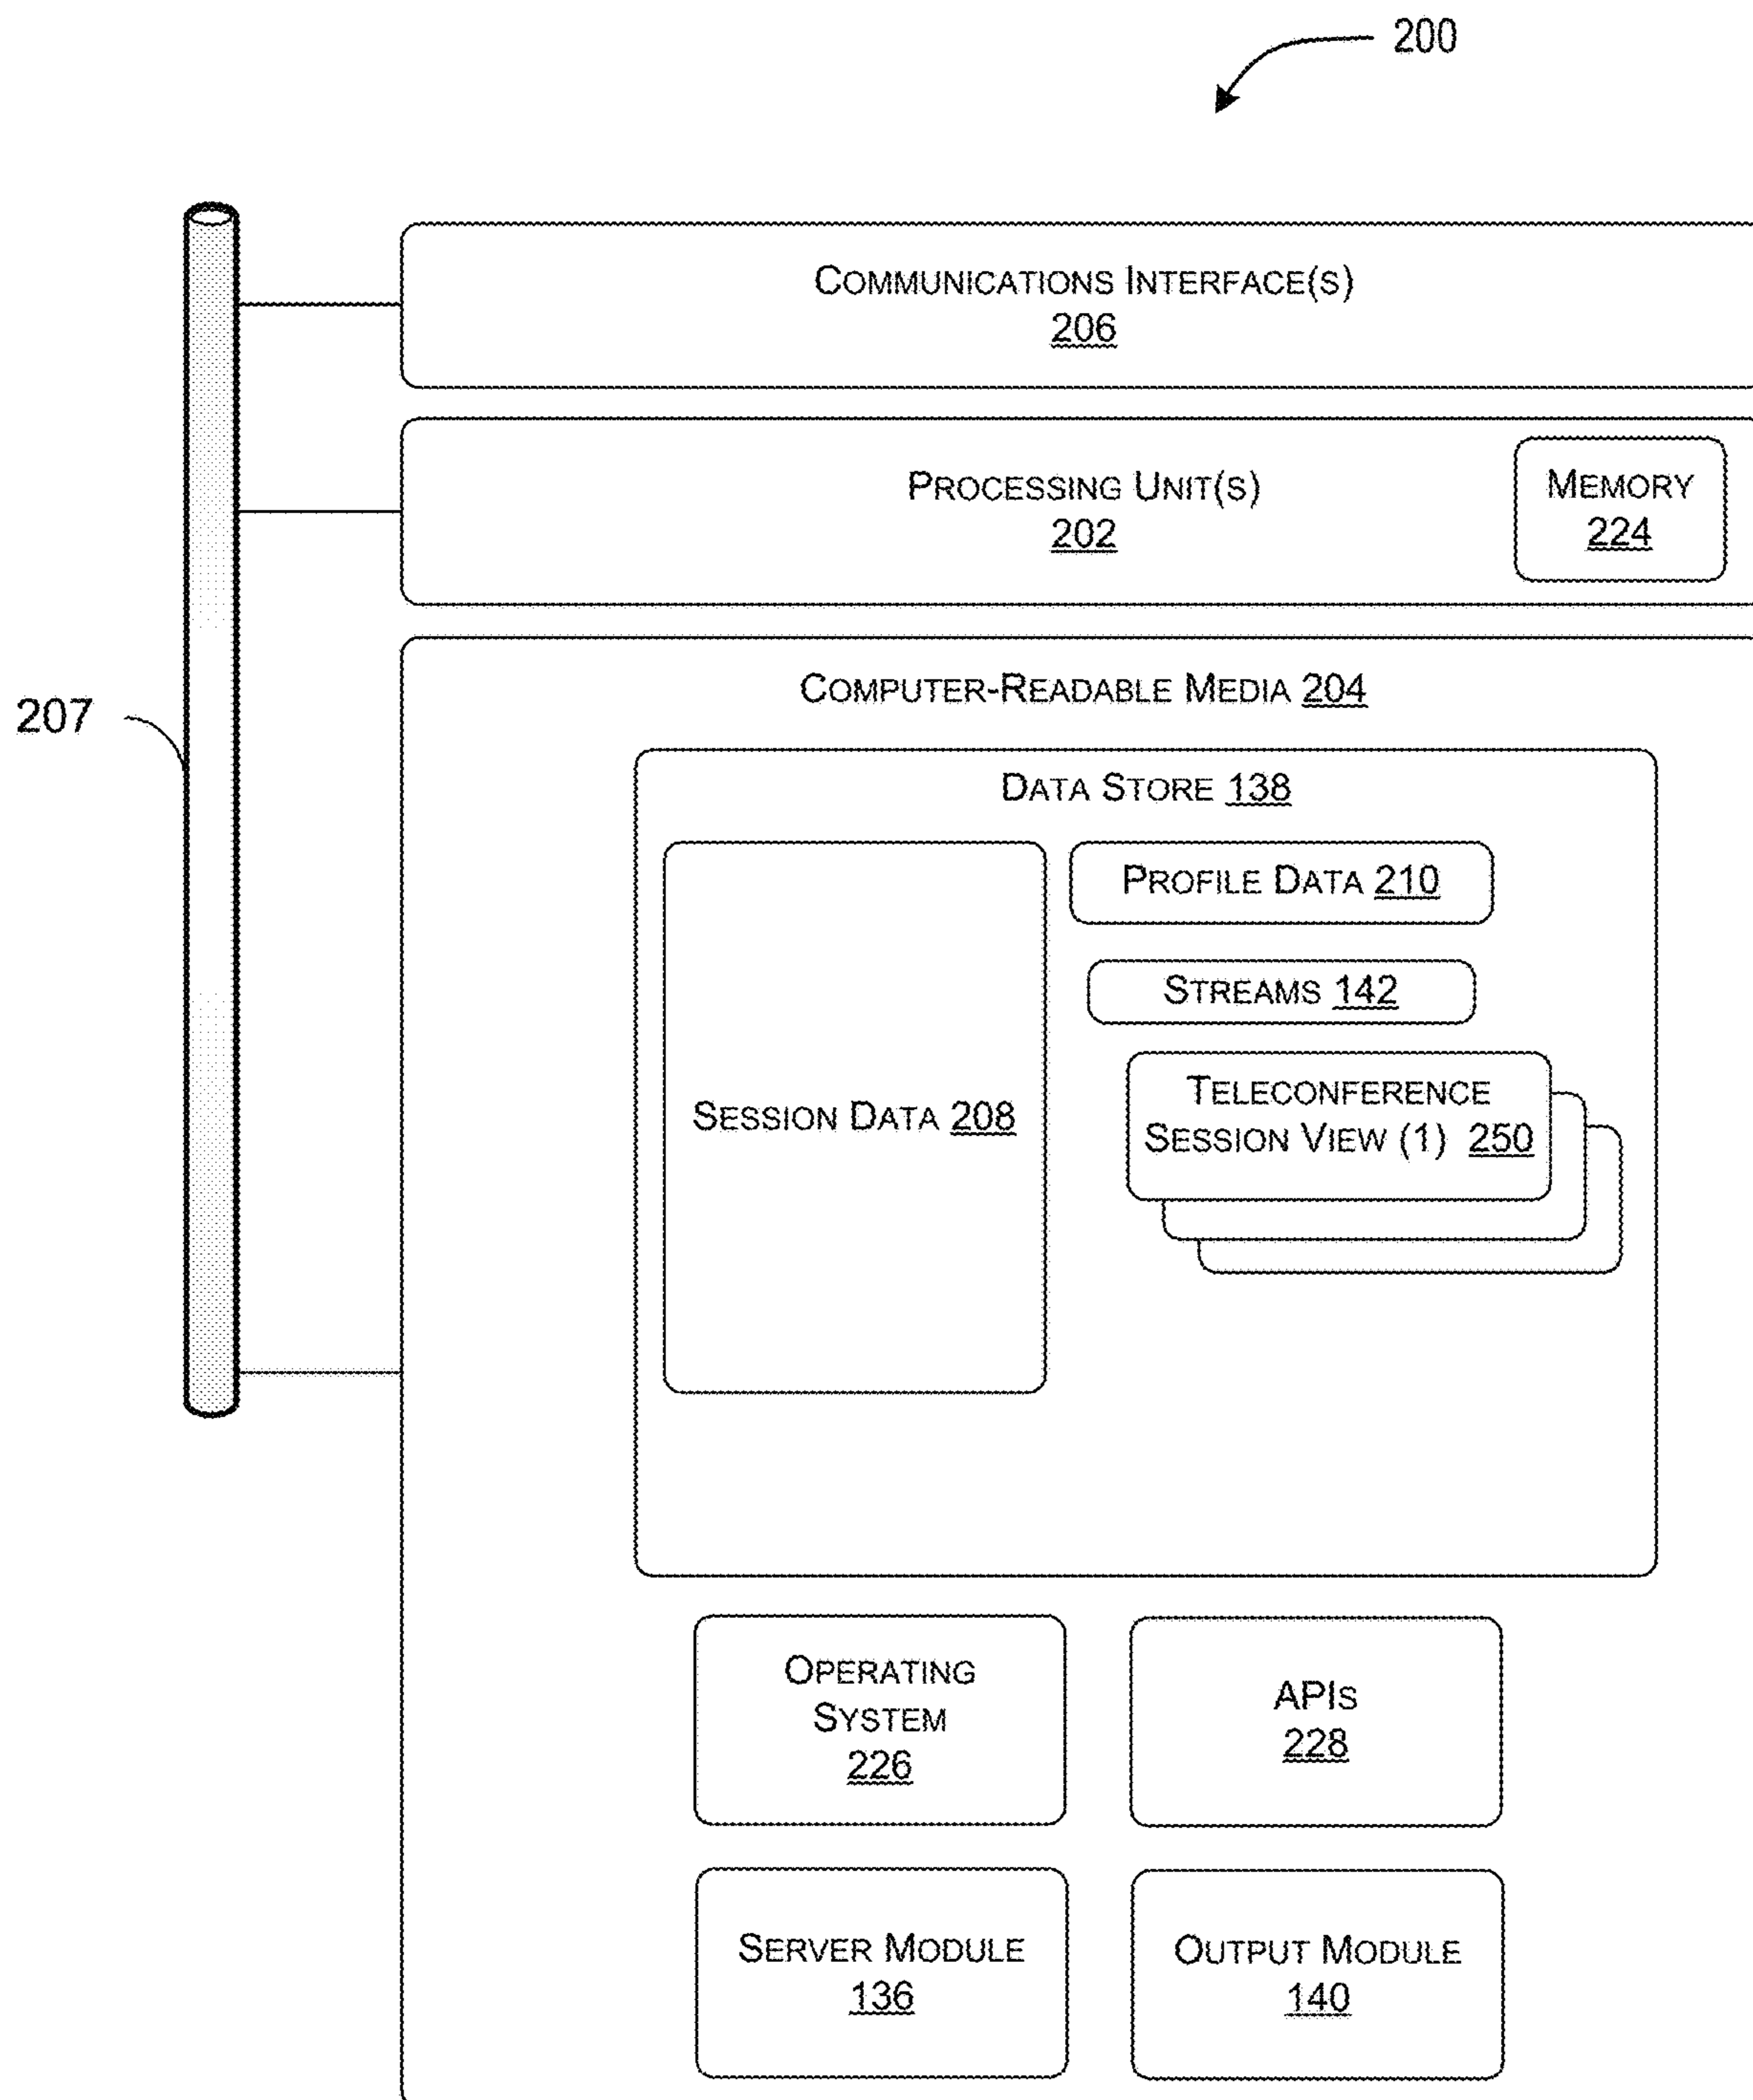 200
COMMUNICATIONS INTERFACE(S)
206
PROCESSING UNIT(S)
202
MEMORY
224
COMPUTER-READABLE MEDIA 204
207
DATA STORE 138
SESSION DATA 208
PROFILE DATA 210
STREAMS 142
TELECONFERENCE
SESSION VIEW (1) 250
OPERATING
SYSTEM
226
APIS
228
SERVER MODULE
136
OUTPUT MODULE
140